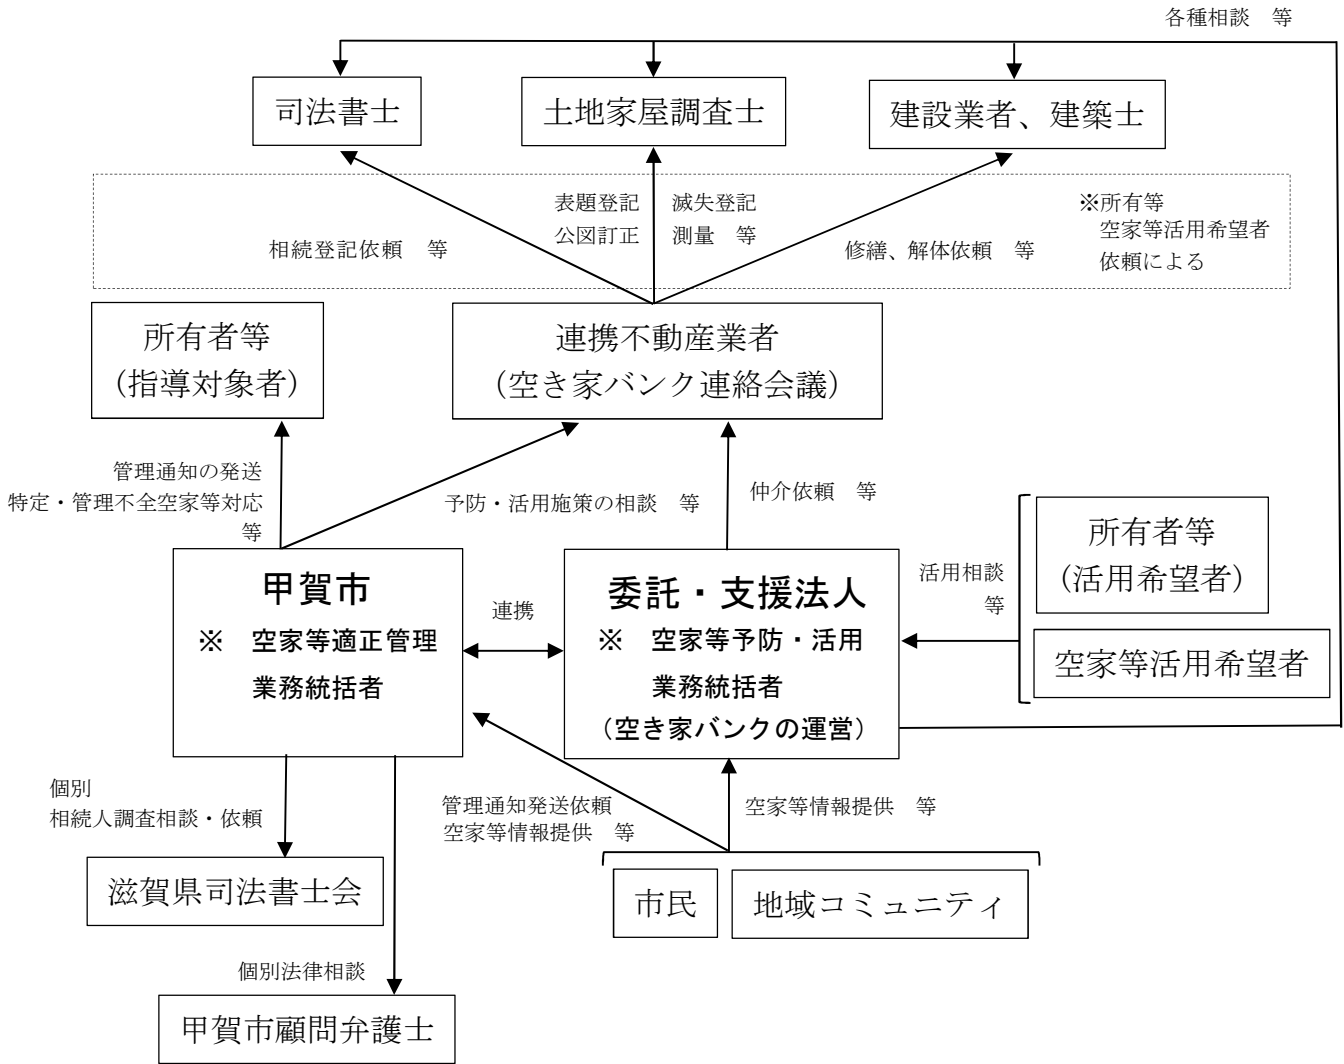 各種相談　等
司法書士
土地家屋調査士
建設業者、建築士
表題登記
公図訂正
滅失登記
測量　等
※所有等
空家等活用希望者
依頼による
相続登記依頼　等
修繕、解体依頼　等
所有者等
（指導対象者）
連携不動産業者
（空き家バンク連絡会議）
管理通知の発送
特定・管理不全空家等対応
等
予防・活用施策の相談　等
仲介依頼　等
所有者等
（活用希望者）
空家等活用希望者
活用相談
等
甲賀市
※　空家等適正管理
業務統括者
連携
委託・支援法人
※　空家等予防・活用
業務統括者
（空き家バンクの運営）
個別
相続人調査相談・依頼
管理通知発送依頼
空家等情報提供　等
空家等情報提供　等
滋賀県司法書士会
市民
地域コミュニティ
個別法律相談
甲賀市顧問弁護士